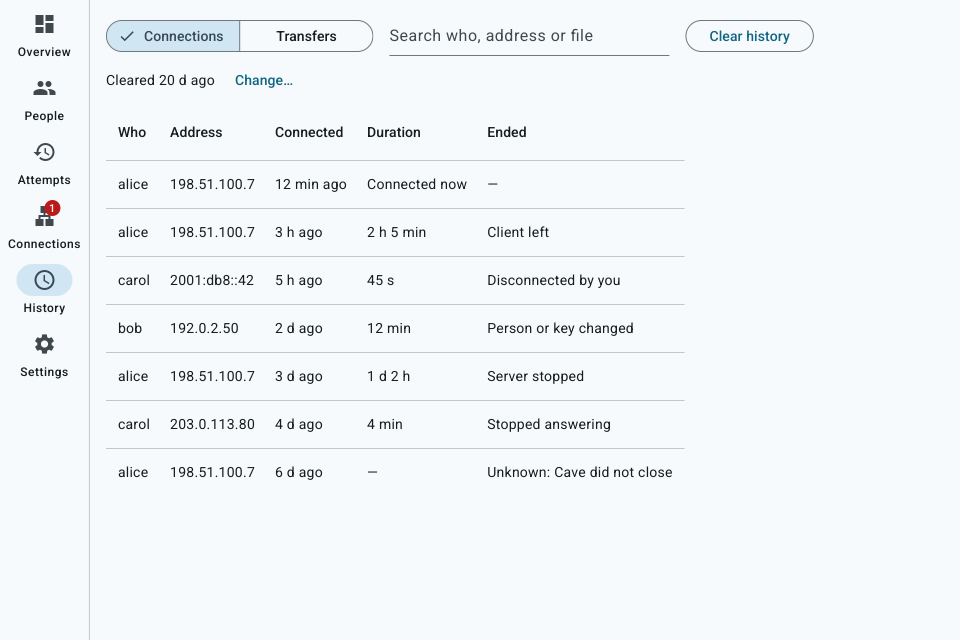 Overview
People
Attempts
1
Connections
History
Settings
Connections
Transfers
Search who, address or file
Clear history
Cleared 20 d ago
Change…
Who Address Connected Duration Ended
alice 198.51.100.7 12 min ago Connected now —
alice 198.51.100.7 3 h ago 2 h 5 min Client left
carol 2001:db8::42 5 h ago 45 s Disconnected by you
bob 192.0.2.50 2 d ago 12 min Person or key changed
alice 198.51.100.7 3 d ago 1 d 2 h Server stopped
carol 203.0.113.80 4 d ago 4 min Stopped answering
alice 198.51.100.7 6 d ago — Unknown: Cave did not close